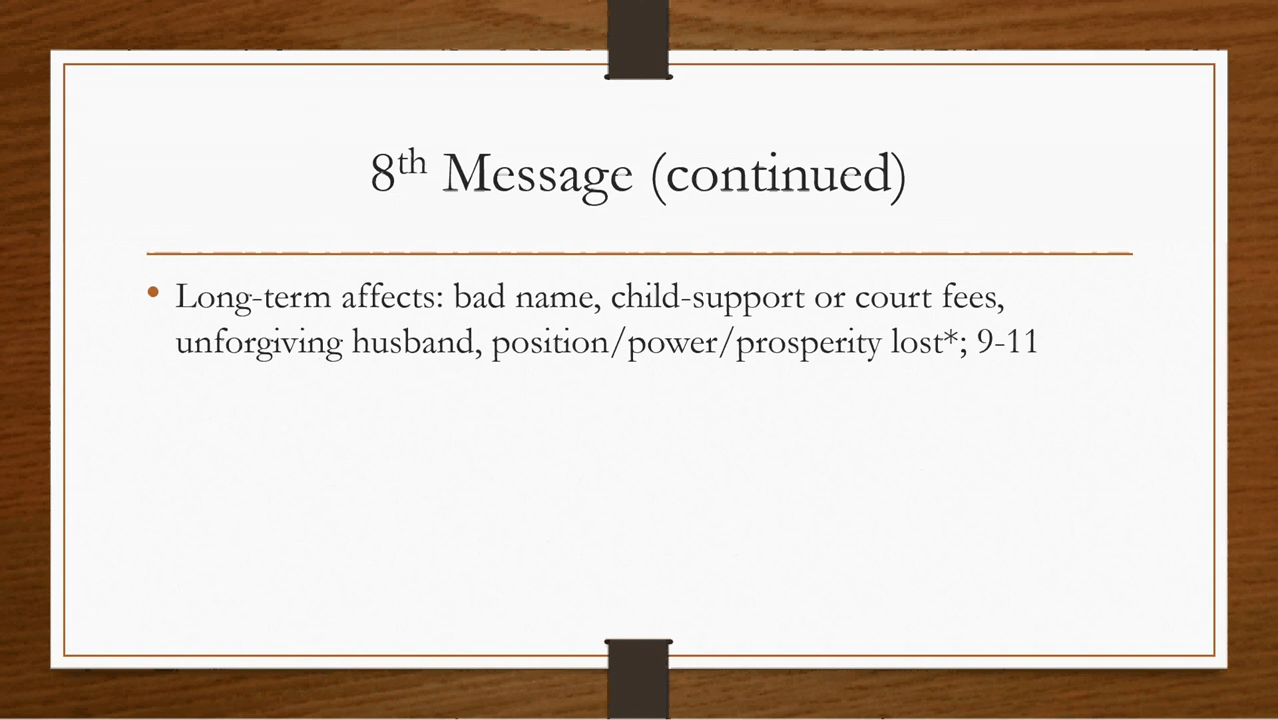 8th Message (continued)
• Long-term affects: bad name, child-support or court fees,
unforgiving husband, position/power/prosperity lost*; 9-11